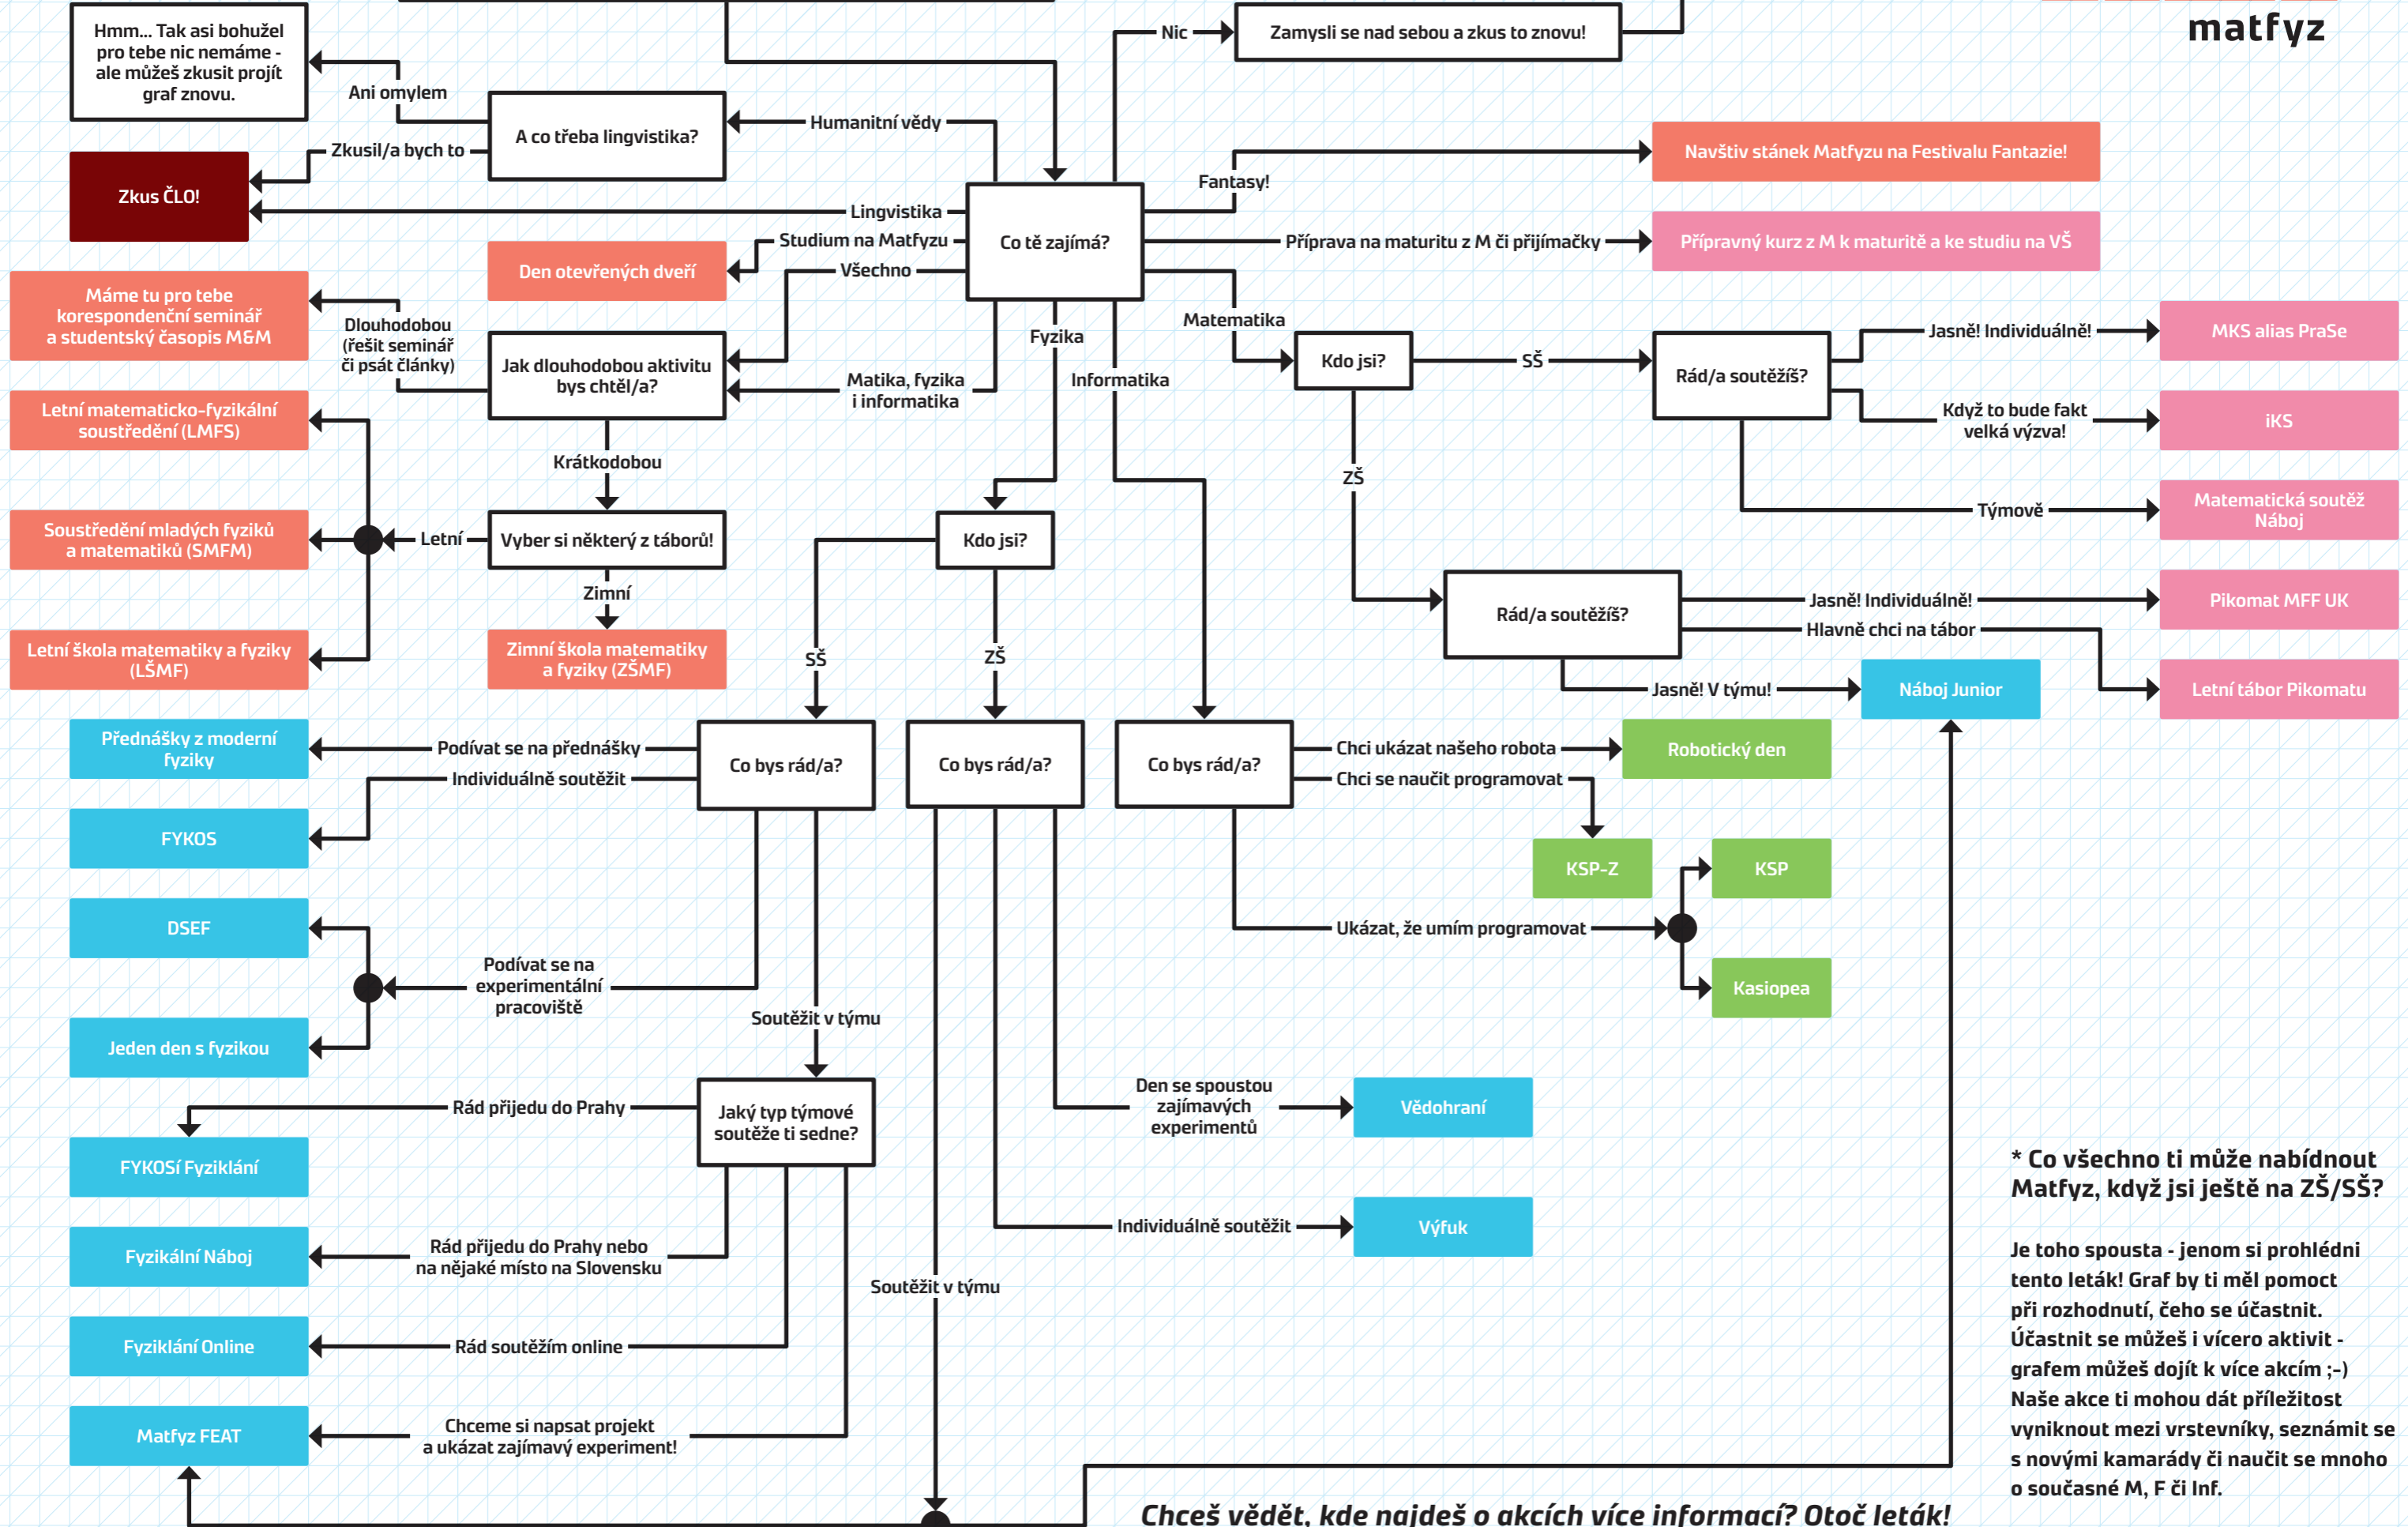 Hmm... Tak asi bohužel
pro tebe nic nemáme -
ale můžeš zkusit projít
graf znovu.
Ani omylem
A co třeba lingvistika?
Humanitní vědy
Nic
Zamysli se nad sebou a zkus to znovu!
matfyz
Zkusil/a bych to
Zkus ČLO!
Lingvistika
Fantasy!
Navštiv stánek Matfyzu na Festivalu Fantazie!
Studium na Matfyzu
Co tě zajímá?
Příprava na maturitu z M či přijímačky
Přípravný kurz z M k maturitě a ke studiu na VŠ
Den otevřených dveří
Všechno
Máme tu pro tebe
korespondenční seminář
a studentský časopis M&M
Dlouhodobou
(řešit seminář
či psát články)
Jak dlouhodobou aktivitu
bys chtěl/a?
Matika, fyzika
i informatika
Fyzika
Informatika
Matematika
Kdo jsi?
SŠ
Rád/a soutěžíš?
Jasně! Individuálně!
MKS alias PraSe
Když to bude fakt
velká výzva!
iKS
Týmově
Matematická soutěž
Náboj
Letní matematicko-fyzikální
soustředění (LMFS)
Krátkodobou
ZŠ
Soustředění mladých fyziků
a matematiků (SMFM)
Letní
Vyber si některý z táborů!
Kdo jsi?
Zimní
Rád/a soutěžíš?
Jasně! Individuálně!
Pikomat MFF UK
Hlavně chci na tábor
Letní škola matematiky a fyziky
(LŠMF)
Zimní škola matematiky
a fyziky (ZŠMF)
SŠ
ZŠ
Jasně! V týmu!
Náboj Junior
Letní tábor Pikomatu
Přednášky z moderní
fyziky
Podívat se na přednášky
Individuálně soutěžit
Co bys rád/a?
Co bys rád/a?
Co bys rád/a?
Chci ukázat našeho robota
Robotický den
Chci se naučit programovat
FYKOS
KSP-Z
KSP
DSEF
Ukázat, že umím programovat
Podívat se na
experimentální
pracoviště
Kasiopea
Jeden den s fyzikou
Soutěžit v týmu
Rád přijedu do Prahy
Jaký typ týmové
soutěže ti sedne?
Den se spoustou
zajímavých
experimentů
Vědohraní
FYKOSí Fyziklání
Individuálně soutěžit
Výfuk
Fyzikální Náboj
Rád přijedu do Prahy nebo
na nějaké místo na Slovensku
Soutěžit v týmu
Fyziklání Online
Rád soutěžím online
Matfyz FEAT
Chceme si napsat projekt
a ukázat zajímavý experiment!
* Co všechno ti může nabídnout
Matfyz, když jsi ještě na ZŠ/SŠ?
Je toho spousta - jenom si prohlédni
tento leták! Graf by ti měl pomoct
při rozhodnutí, čeho se účastnit.
Účastnit se můžeš i vícero aktivit -
grafem můžeš dojít k více akcím ;-)
Naše akce ti mohou dát příležitost
vyniknout mezi vrstevníky, seznámit se
s novými kamarády či naučit se mnoho
o současné M, F či Inf.
Chceš vědět, kde najdeš o akcích více informací? Otoč leták!